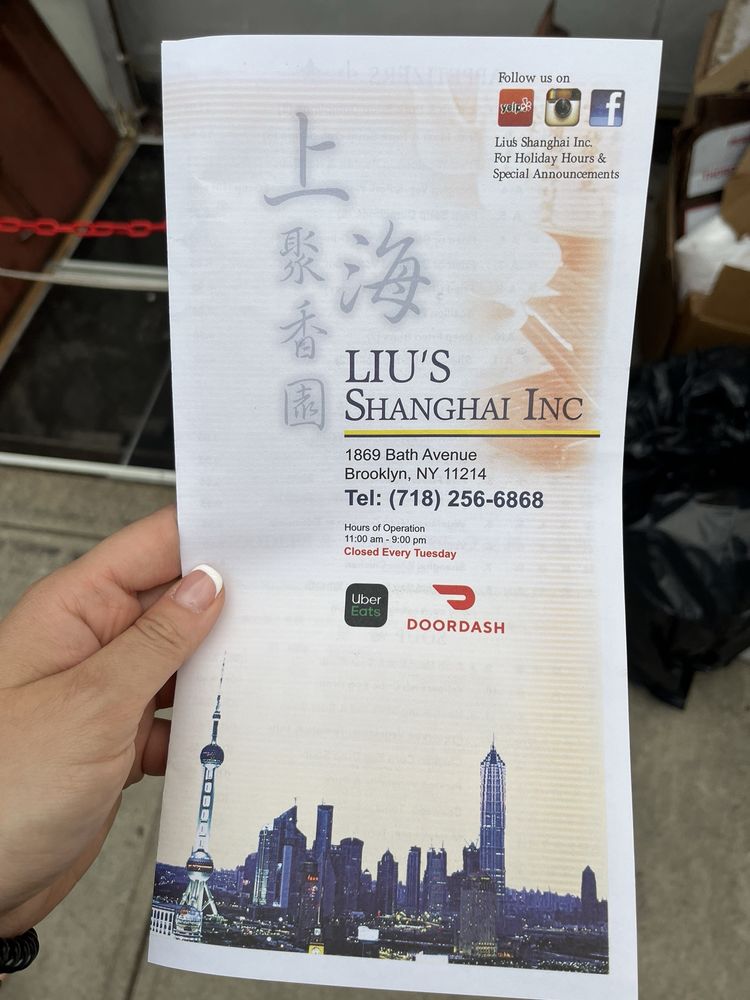 Follow us on
yelp
f
Liu's Shanghai Inc.
For Holiday Hours &
Special Announcements
上海
聚香園
LIU'S
SHANGHAI INC
1869 Bath Avenue
Brooklyn, NY 11214
Tel: (718) 256-6868
Hours of Operation
11:00 am - 9:00 pm
Closed Every Tuesday
Uber
Eats
DOORDASH